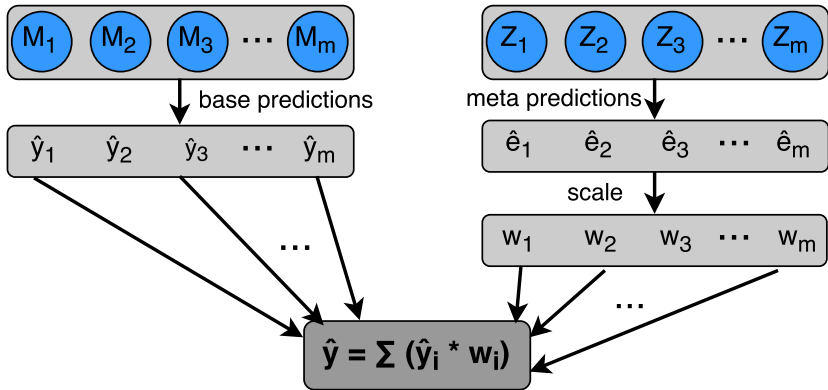 M₁ M₂ M₃ ... Mₘ
base predictions
ŷ₁ ŷ₂ ŷ₃ ... ŷₘ
...
Z₁ Z₂ Z₃ ... Zₘ
meta predictions
ê₁ ê₂ ê₃ ... êₘ
scale
w₁ w₂ w₃ ... wₘ
...
ŷ = Σ (ŷᵢ * wᵢ)